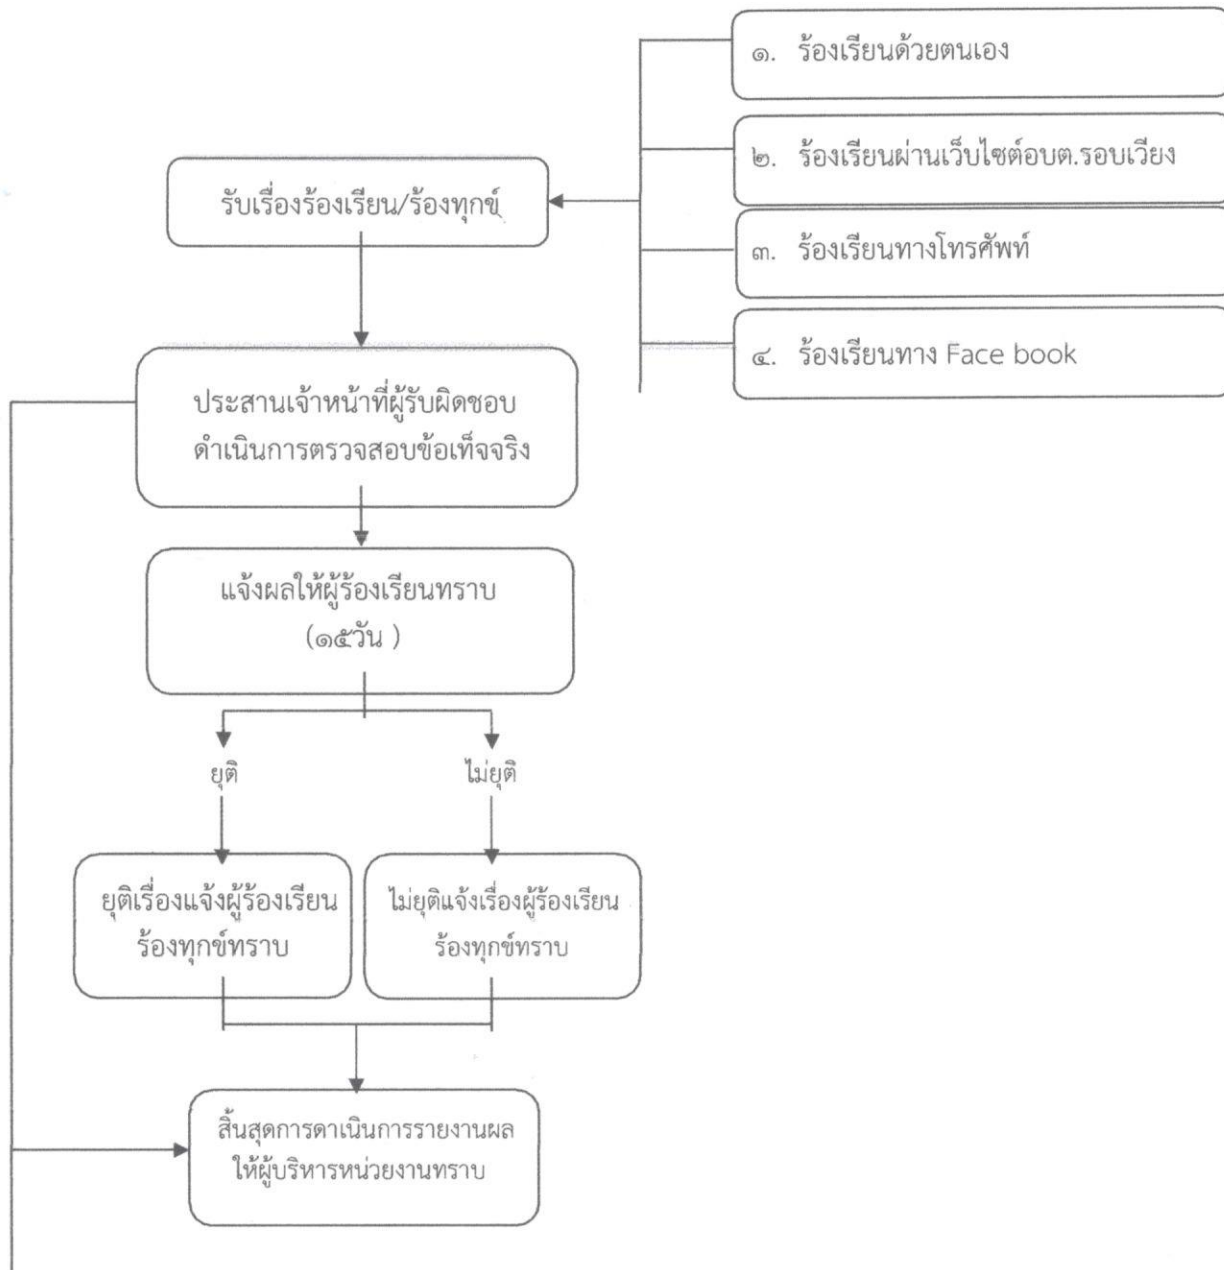 ๑. ร้องเรียนด้วยตนเอง
๒. ร้องเรียนผ่านเว็บไซต์อบต.รอบเวียง
รับเรื่องร้องเรียน/ร้องทุกข์
๓. ร้องเรียนทางโทรศัพท์
๔. ร้องเรียนทาง Face book
ประสานเจ้าหน้าที่ผู้รับผิดชอบ
ดำเนินการตรวจสอบข้อเท็จจริง
แจ้งผลให้ผู้ร้องเรียนทราบ
(๑๕วัน )
ยุติ
ไม่ยุติ
ยุติเรื่องแจ้งผู้ร้องเรียน
ร้องทุกข์ทราบ
ไม่ยุติแจ้งเรื่องผู้ร้องเรียน
ร้องทุกข์ทราบ
สิ้นสุดการดาเนินการรายงานผล
ให้ผู้บริหารหน่วยงานทราบ